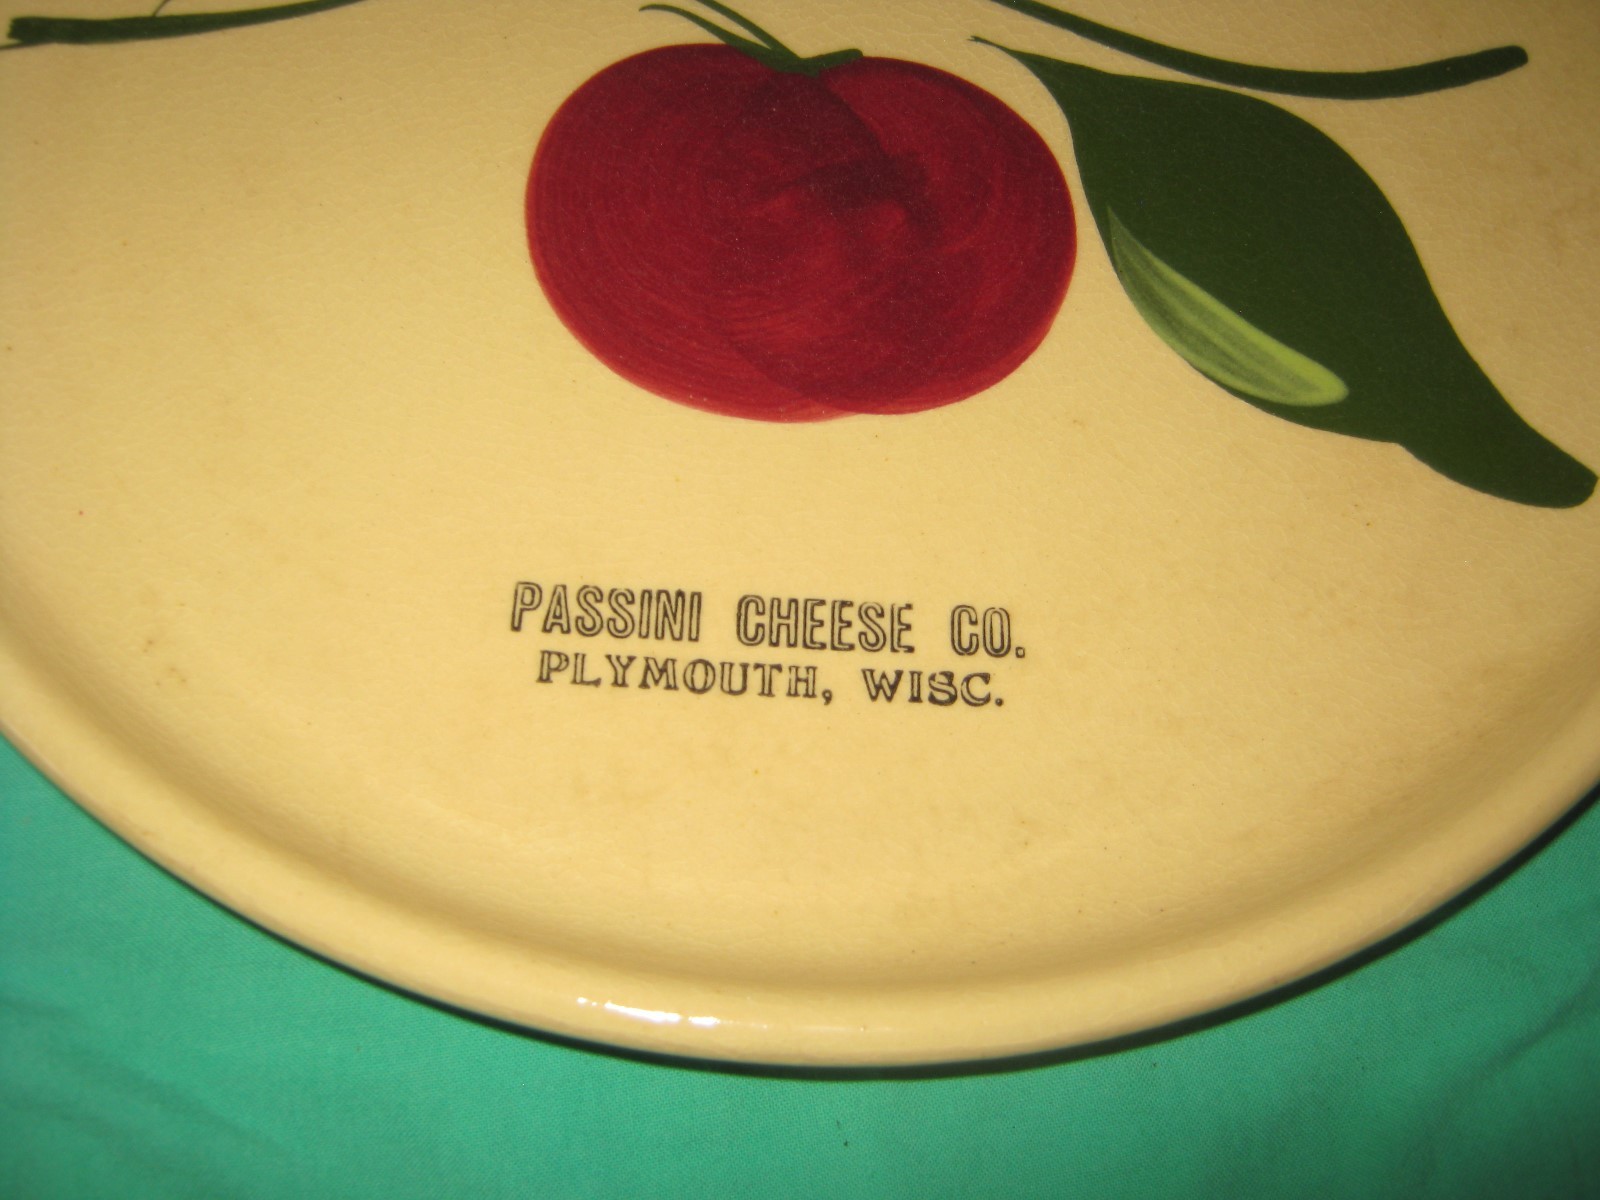 PASSINI CHEESE CO.
PLYMOUTH, WISC.